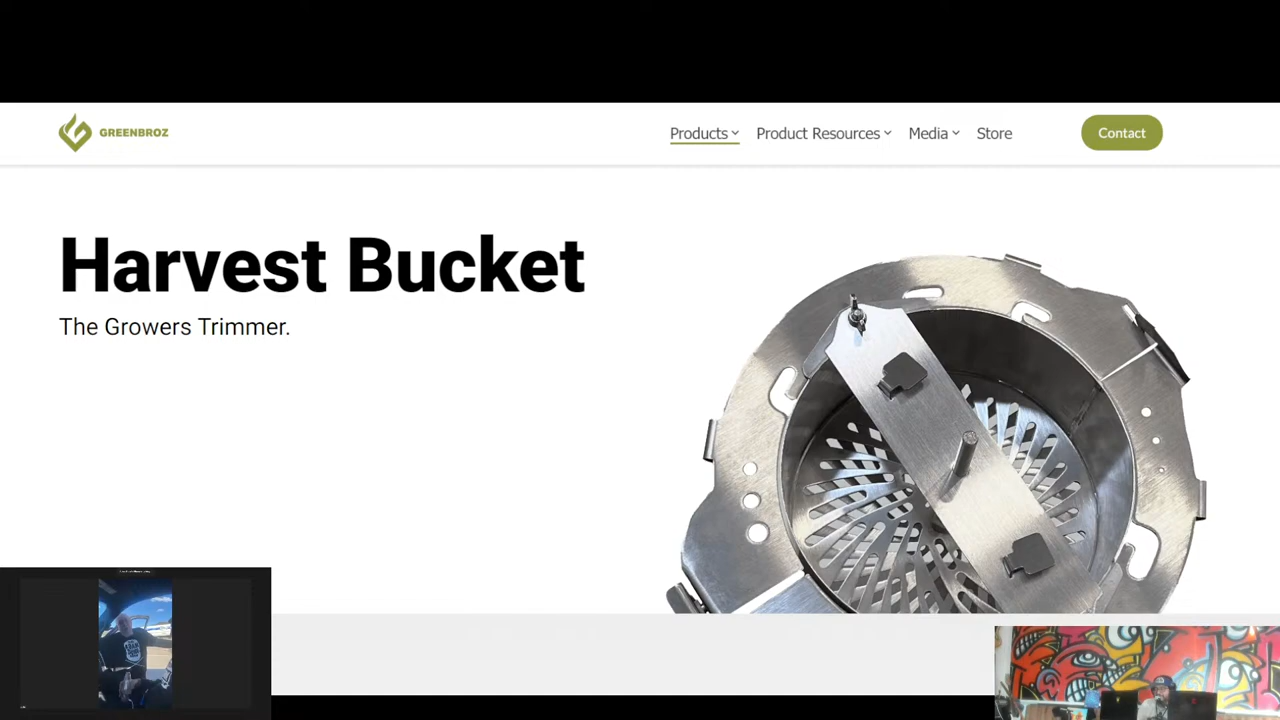 GREENBROZ
Products
Product Resources
Media
Store
Contact
Harvest Bucket
The Growers Trimmer.